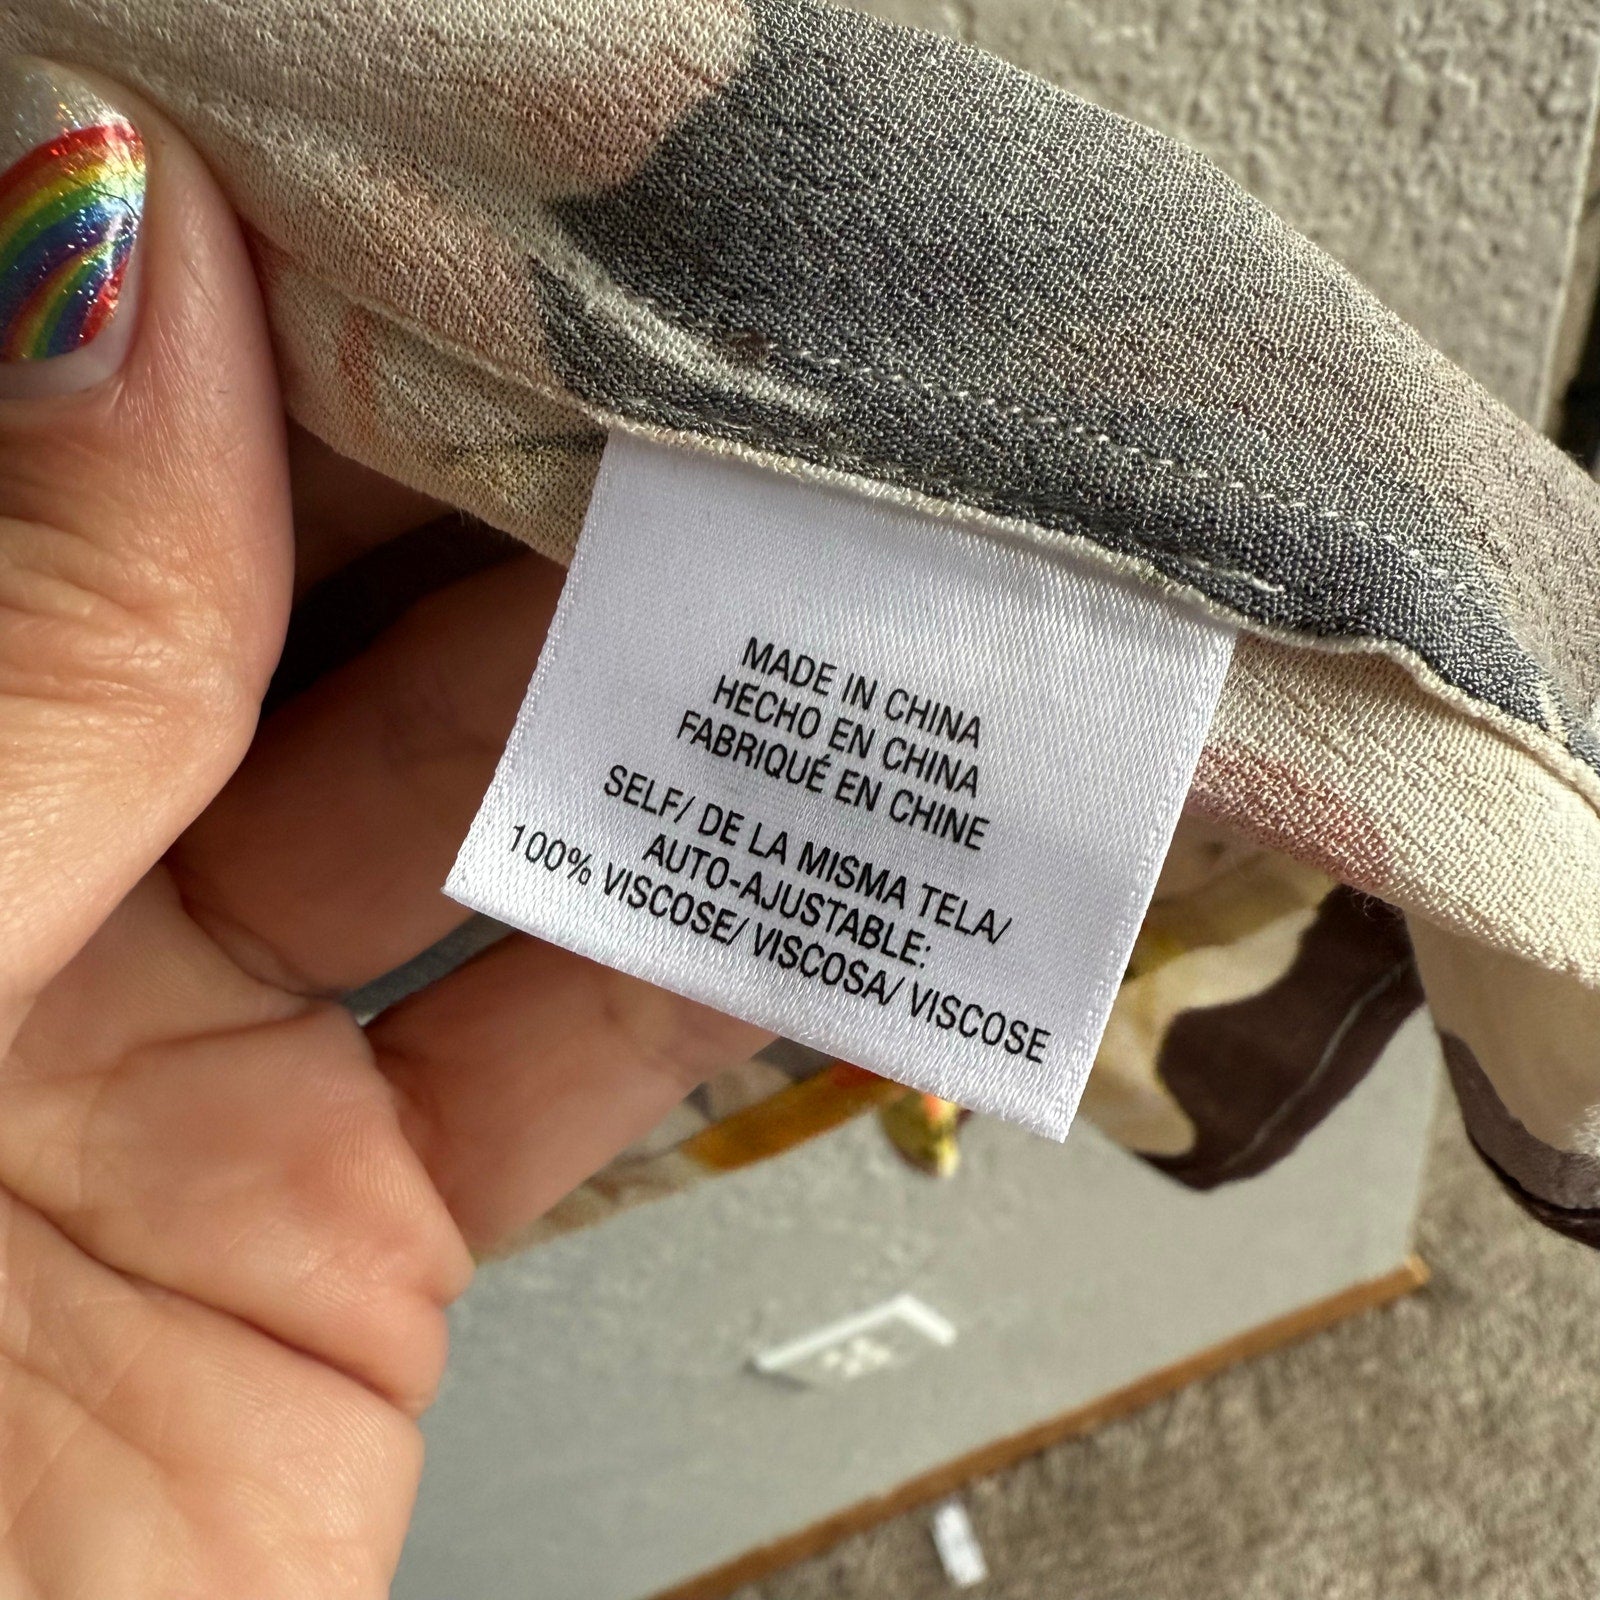 MADE IN CHINA
HECHO EN CHINA
FABRIQUÉ EN CHINE
SELF/ DE LA MISMA TELA/
AUTO-AJUSTABLE:
100% VISCOSE/ VISCOSA/ VISCOSE